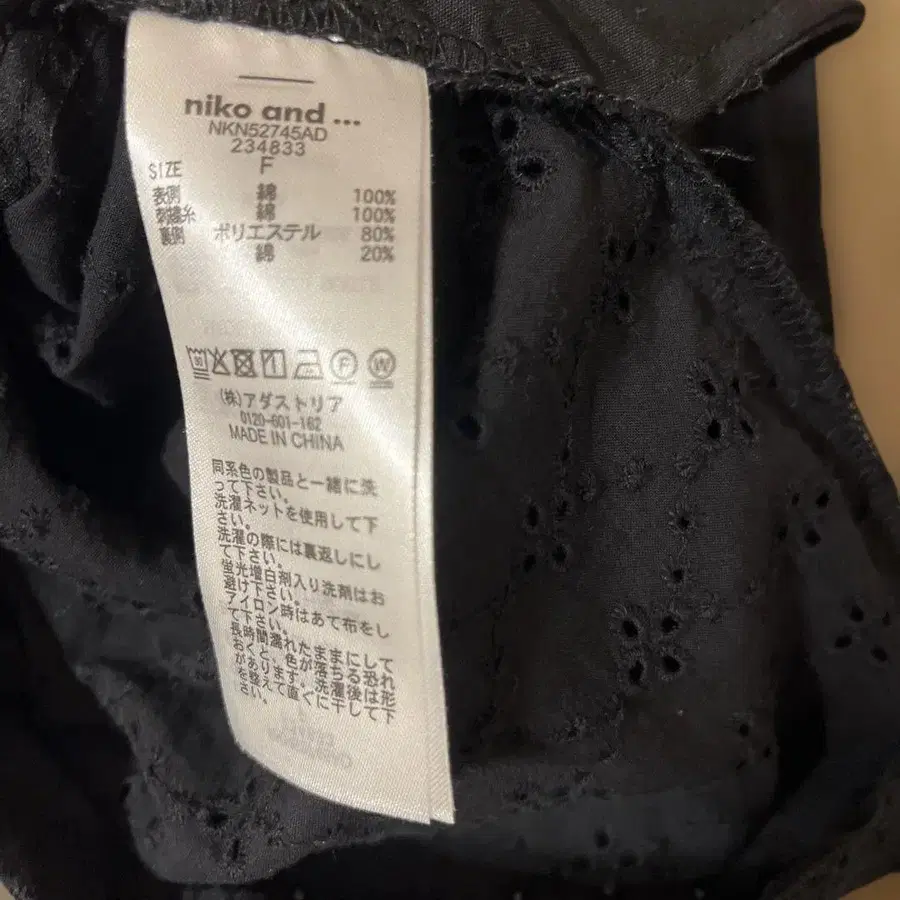 niko and ...
NKN52745AD
234833
SIZE F
表側 綿 100%
刺繍糸 綿 100%
裏側 ポリエステル 80%
綿 20%
(株)アダストリア
0120-601-162
MADE IN CHINA
同系色の製品と一緒に洗
って下さい。
洗濯ネットを使用して下
さい。
洗濯の際には裏返しにし
て下さい。
蛍光増白剤入り洗剤はお
避け下さい。
アイロン時はあて布をし
て下さい。
長時間濡れたままにして
おくと、色が落ちる恐れ
があります。洗濯後は形
を整えて直ぐに干して下
さい。